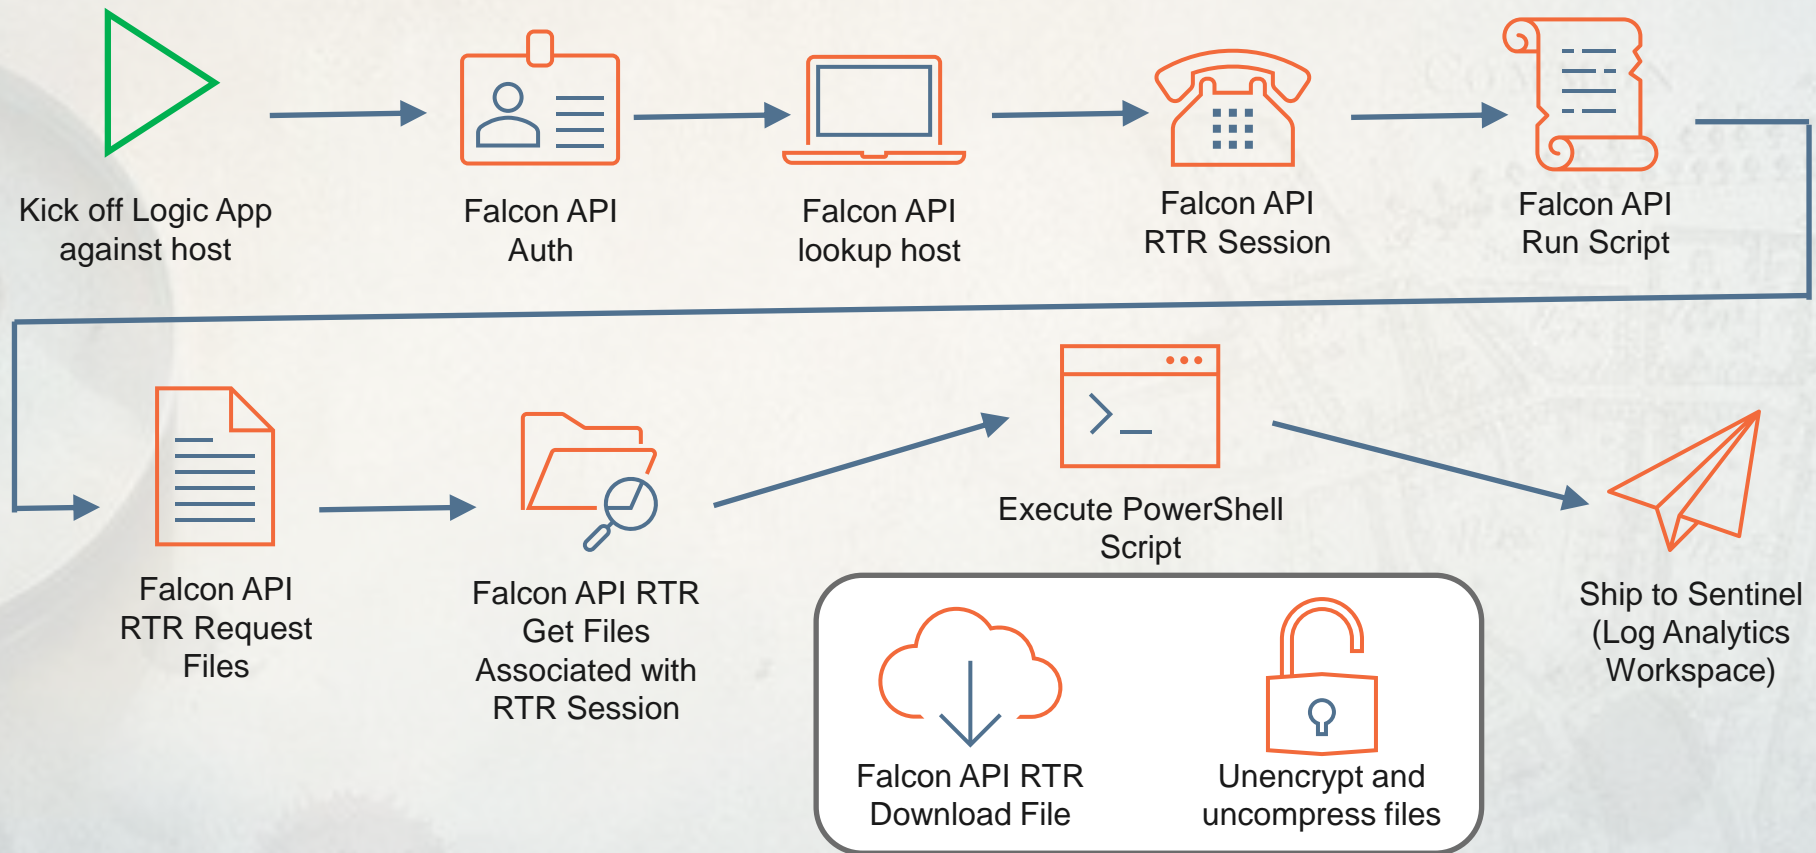 Kick off Logic App
against host
Falcon API
Auth
Falcon API
lookup host
Falcon API
RTR Session
Falcon API
Run Script
Falcon API
RTR Request
Files
Falcon API RTR
Get Files
Associated with
RTR Session
Execute PowerShell
Script
Falcon API RTR
Download File
Unencrypt and
uncompress files
Ship to Sentinel
(Log Analytics
Workspace)